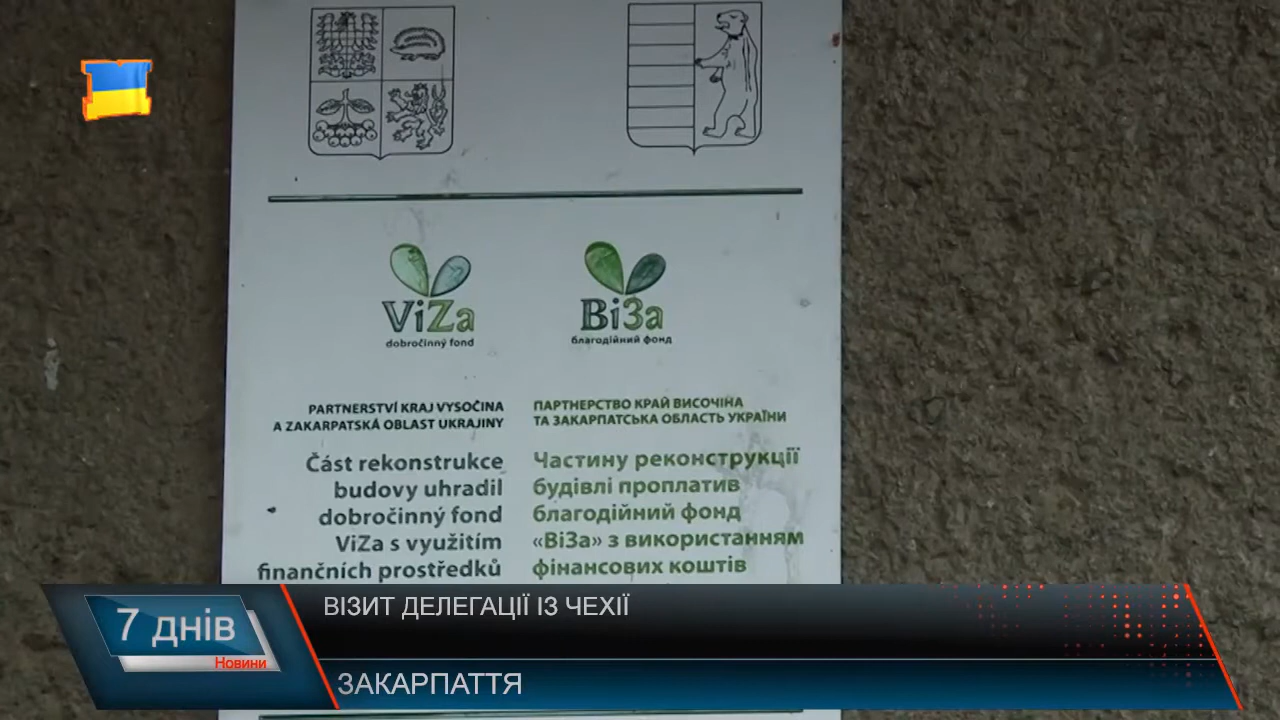 ViZa
dobročinný fond
ВіЗа
благодійний фонд
PARTNERSTVÍ KRAJ VYSOČINA
A ZAKARPATSKÁ OBLAST UKRAJINY
ПАРТНЕРСТВО КРАЙ ВИСОЧІНА
ТА ЗАКАРПАТСЬКА ОБЛАСТЬ УКРАЇНИ
Část rekonstrukce
budovy uhradil
dobročinný fond
ViZa s využitím
finančních prostředků
Частину реконструкції
будівлі проплатив
благодійний фонд
«ВіЗа» з використанням
фінансових коштів
7 днів
Новини
ВІЗИТ ДЕЛЕГАЦІЇ ІЗ ЧЕХІЇ
ЗАКАРПАТТЯ